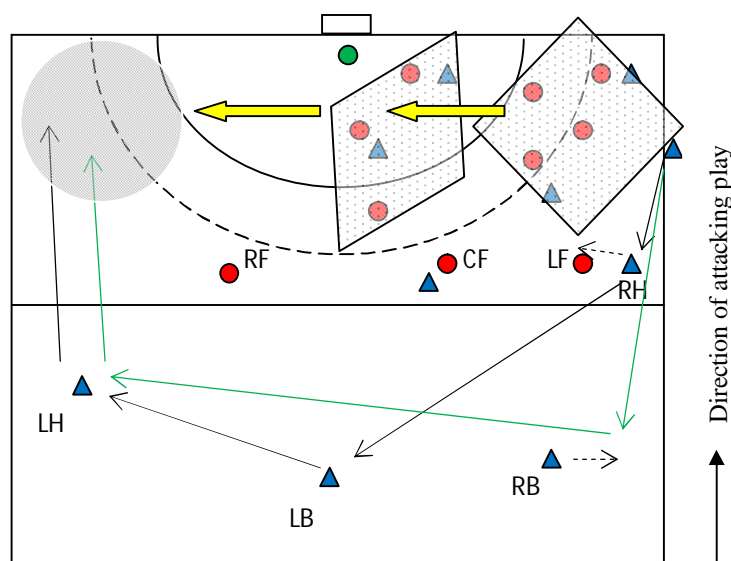 RF
CF
LF
RH
LH
LB
RB
Direction of attacking play